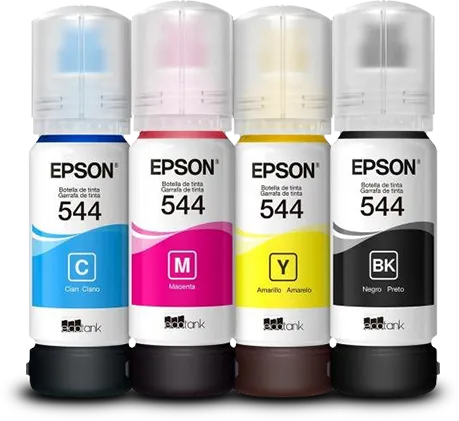 EPSON®
Botella de tinta
Garrafa de tinta
544
C
Cian Ciano
ecotank
EPSON®
Botella de tinta
Garrafa de tinta
544
M
Magenta
ecotank
EPSON®
Botella de tinta
Garrafa de tinta
544
Y
Amarillo Amarelo
ecotank
EPSON®
Botella de tinta
Garrafa de tinta
544
BK
Negro Preto
ecotank